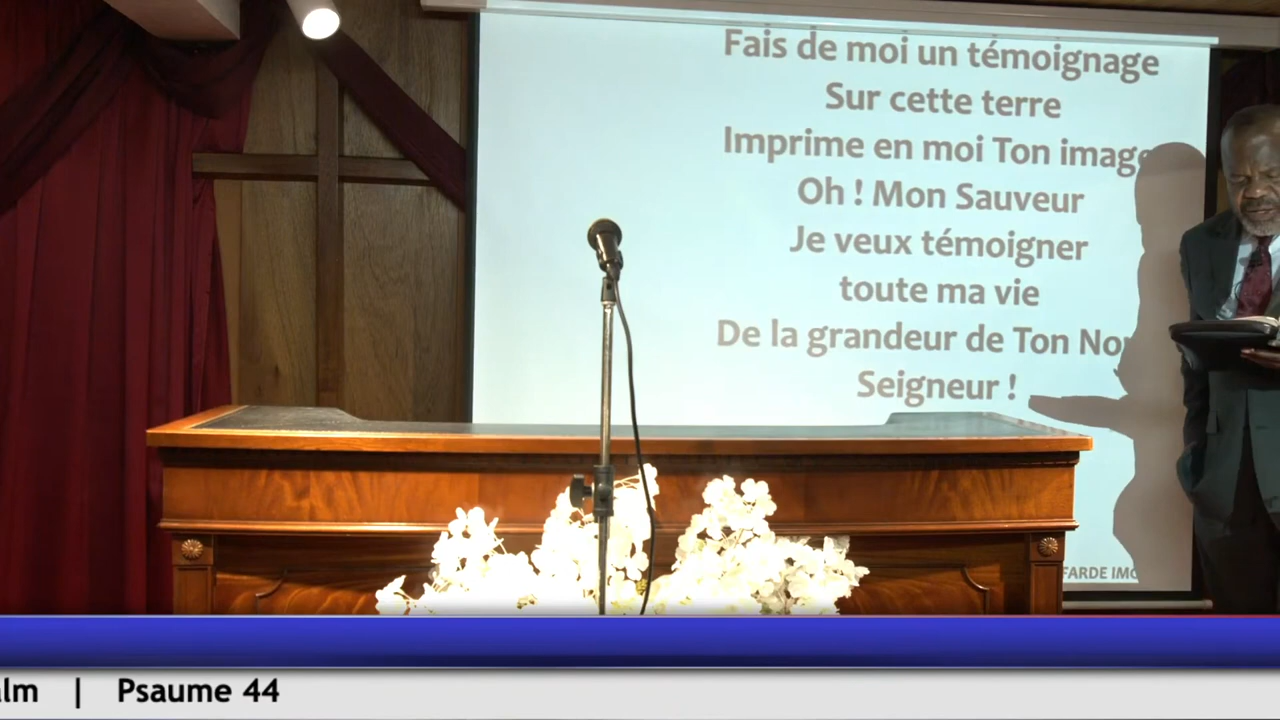 Fais de moi un témoignage
Sur cette terre
Imprime en moi Ton image
Oh ! Mon Sauveur
Je veux témoigner
toute ma vie
De la grandeur de Ton
Seigneur !
| Psaume 44